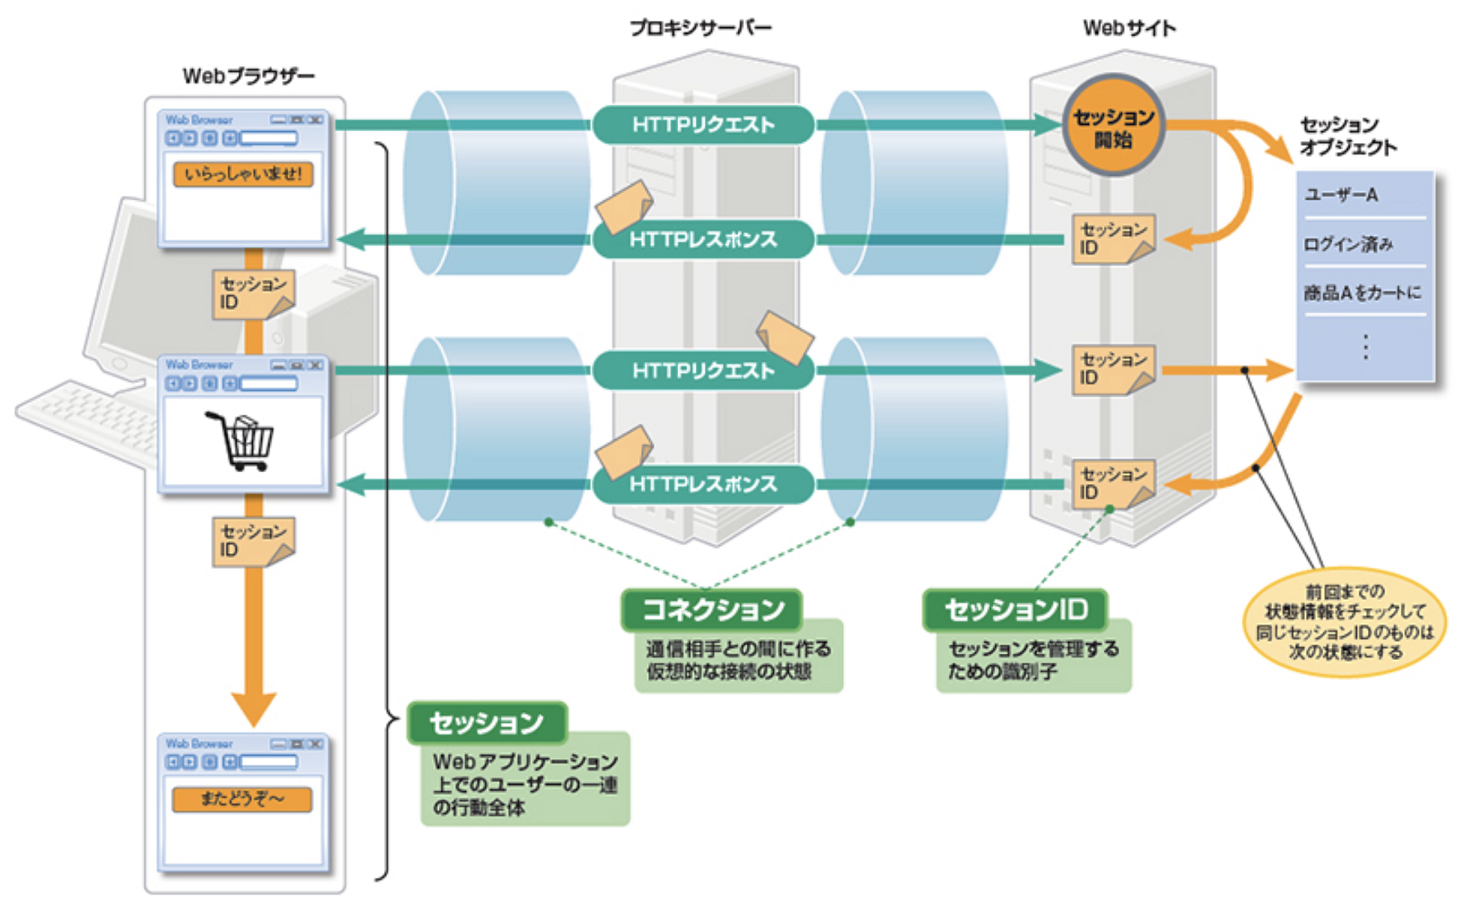 プロキシサーバー
Webサイト
Webブラウザー
Web Browser
いらっしゃいませ!
HTTPリクエスト
セッション
開始
セッション
オブジェクト
ユーザーA
ログイン済み
商品Aをカートに
⋮
HTTPレスポンス
セッション
ID
セッション
ID
Web Browser
HTTPリクエスト
セッション
ID
HTTPレスポンス
セッション
ID
セッション
ID
コネクション
通信相手との間に作る
仮想的な接続の状態
セッションID
セッションを管理する
ための識別子
前回までの
状態情報をチェックして
同じセッションIDのものは
次の状態にする
セッション
Webアプリケーション
上でのユーザーの一連
の行動全体
Web Browser
またどうぞ〜